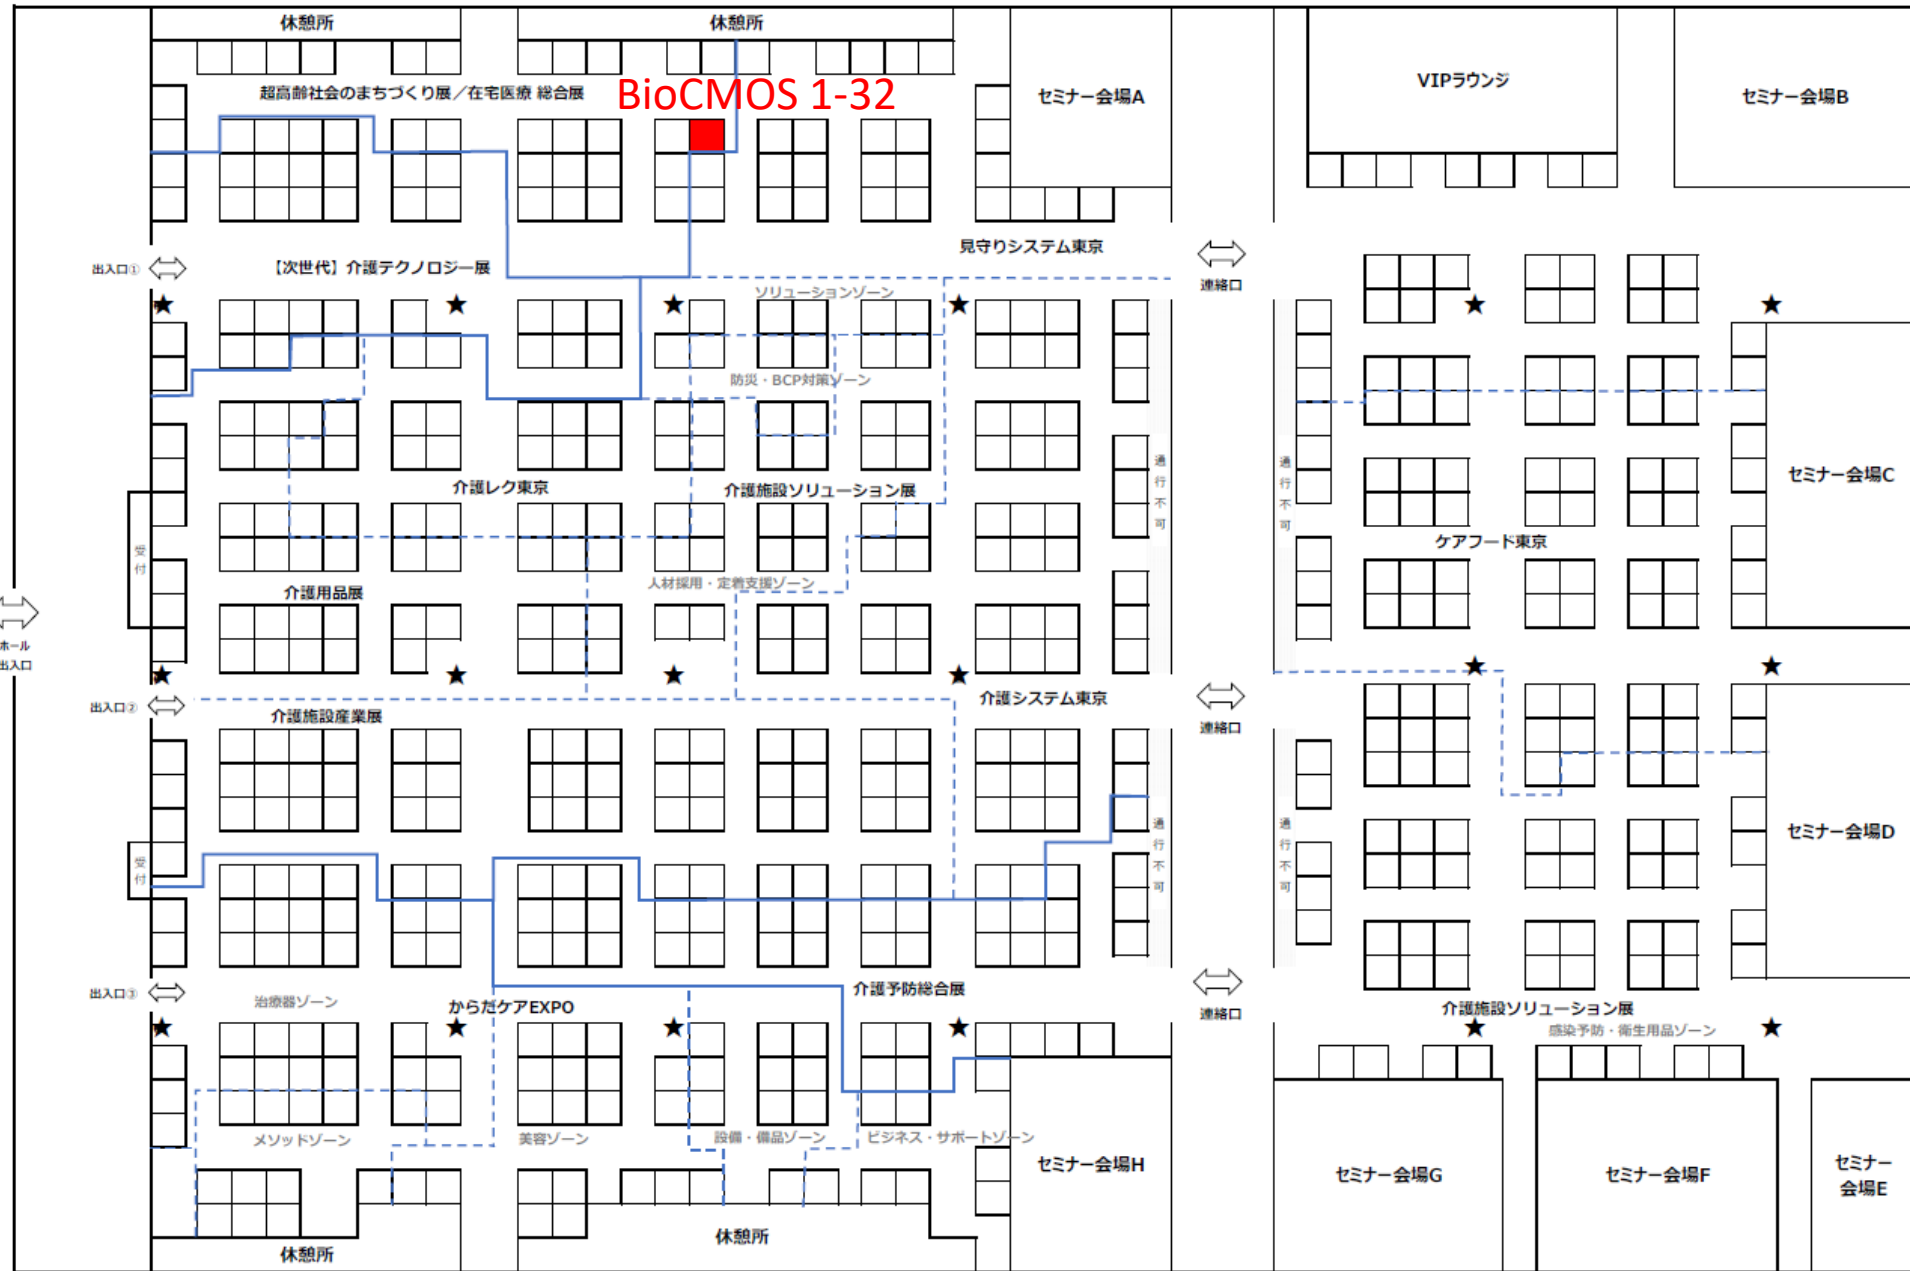 休憩所
休憩所
超高齢社会のまちづくり展／在宅医療 総合展
BioCMOS 1-32
セミナー会場A
VIPラウンジ
セミナー会場B
出入口①
【次世代】介護テクノロジー展
見守りシステム東京
連絡口
ソリューションゾーン
防災・BCP対策ゾーン
介護レク東京
介護施設ソリューション展
通行不可
通行不可
セミナー会場C
ケアフード東京
受付
人材採用・定着支援ゾーン
介護用品展
ホール
出入口
出入口②
介護施設産業展
介護システム東京
連絡口
受付
通行不可
通行不可
セミナー会場D
出入口③
治療器ゾーン
からだケアEXPO
介護予防総合展
連絡口
介護施設ソリューション展
感染予防・衛生用品ゾーン
メソッドゾーン
美容ゾーン
設備・備品ゾーン
ビジネス・サポートゾーン
セミナー会場H
セミナー会場G
セミナー会場F
セミナー
会場E
休憩所
休憩所